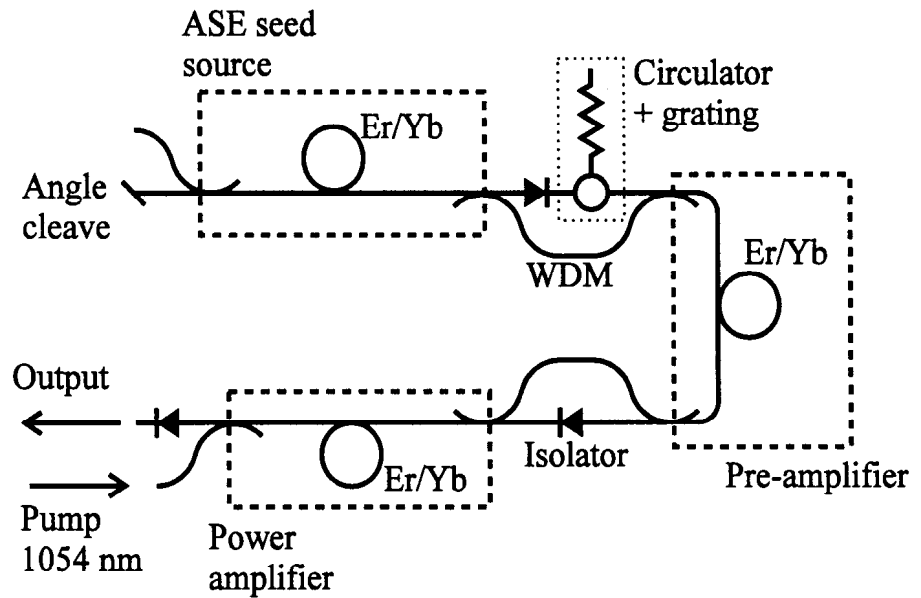 ASE seed
source
Er/Yb
Circulator
+ grating
Angle
cleave
WDM
Er/Yb
Output
Er/Yb
Isolator
Pre-amplifier
Pump
1054 nm
Power
amplifier